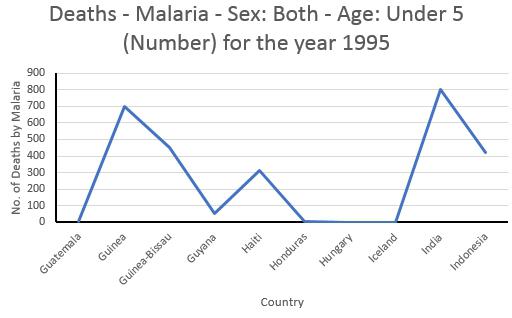 Deaths - Malaria - Sex: Both - Age: Under 5
(Number) for the year 1995
No. of Deaths by Malaria
900
800
700
600
500
400
300
200
100
0
Guatemala
Guinea
Guinea-Bissau
Guyana
Haiti
Honduras
Hungary
Iceland
India
Indonesia
Country